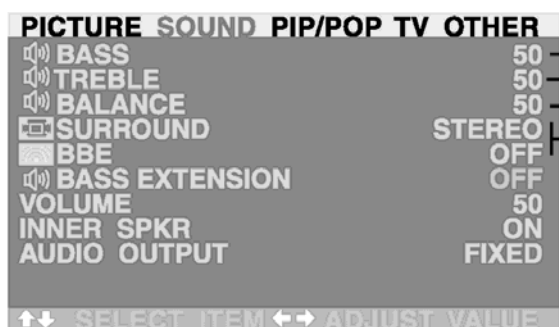 PICTURE SOUND PIP/POP TV OTHER
BASS 50
TREBLE 50
BALANCE 50
SURROUND STEREO
BBE OFF
BASS EXTENSION OFF
VOLUME 50
INNER SPKR ON
AUDIO OUTPUT FIXED
SELECT ITEM ADJUST VALUE